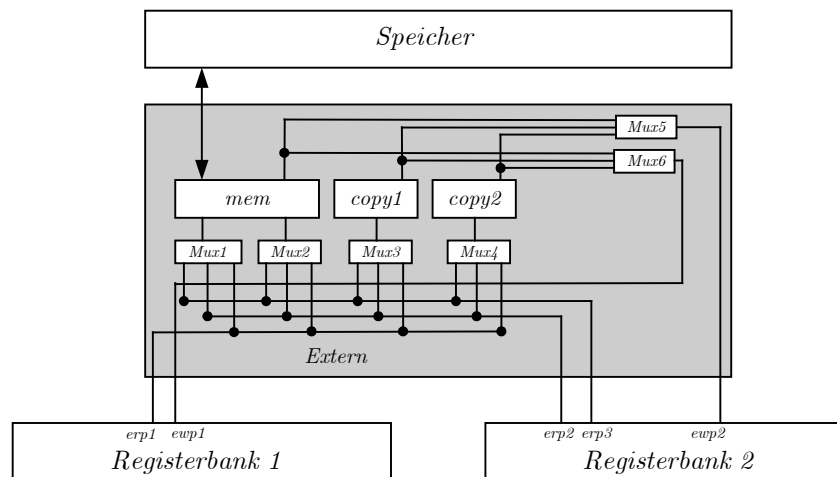 Speicher
Mux5
Mux6
mem copy1 copy2
Mux1 Mux2 Mux3 Mux4
Extern
erp1 ewp1 erp2 erp3 ewp2
Registerbank 1 Registerbank 2